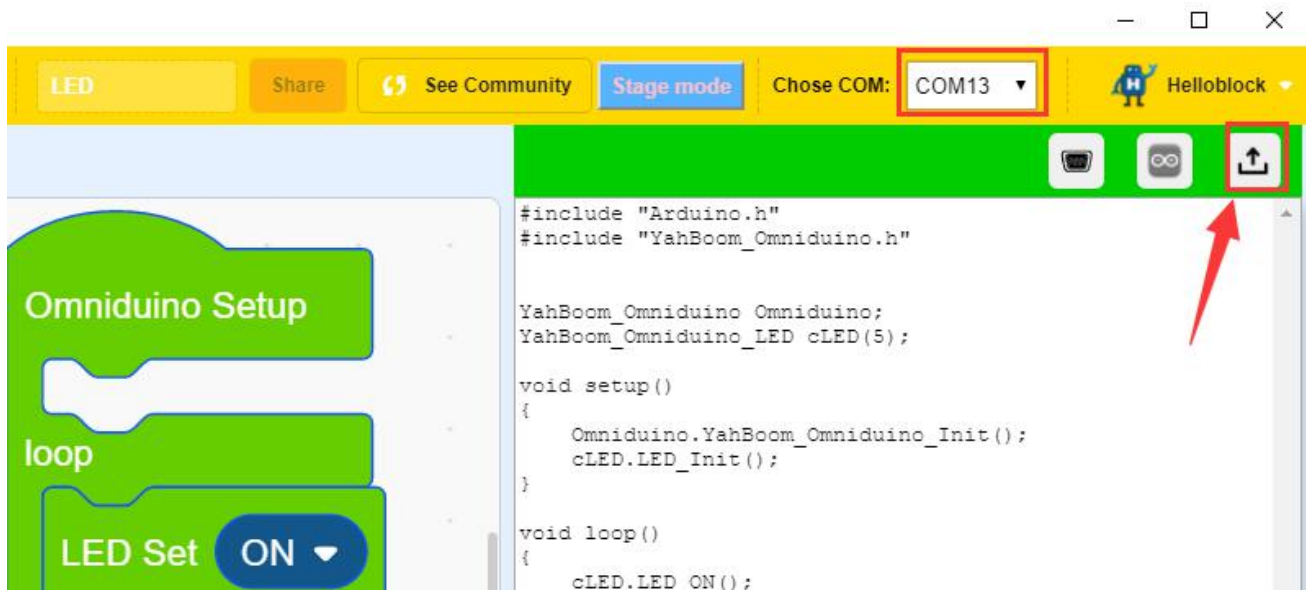 LED Share See Community Stage mode Chose COM: COM13 Helloblock
Omniduino Setup
loop
LED Set ON
#include "Arduino.h"
#include "YahBoom_Omniduino.h"
YahBoom_Omniduino Omniduino;
YahBoom_Omniduino_LED cLED(5);
void setup()
{
    Omniduino.YahBoom_Omniduino_Init();
    cLED.LED_Init();
}
void loop()
{
    cLED.LED_ON();